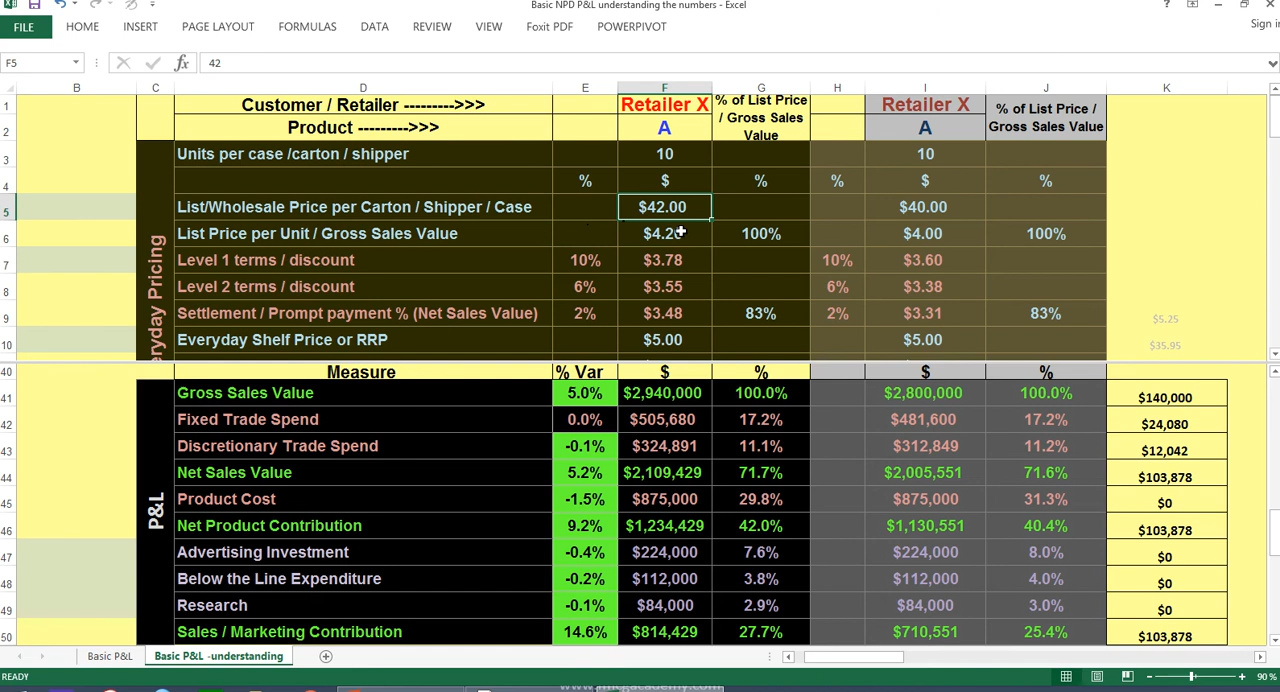 Basic NPD P&L understanding the numbers - Excel
?
FILE HOME INSERT PAGE LAYOUT FORMULAS DATA REVIEW VIEW Foxit PDF POWERPIVOT
Sign in
F5 fx 42
B C D E F G H I J K
1 Customer / Retailer --------->>> Retailer X % of List Price / Gross Sales Value Retailer X % of List Price / Gross Sales Value
2 Product --------->>> A A
3 Units per case /carton / shipper 10 10
4 % $ % % $ %
5 List/Wholesale Price per Carton / Shipper / Case $42.00 $40.00
6 List Price per Unit / Gross Sales Value $4.20 100% $4.00 100%
7 Level 1 terms / discount 10% $3.78 10% $3.60
8 Level 2 terms / discount 6% $3.55 6% $3.38
9 Settlement / Prompt payment % (Net Sales Value) 2% $3.48 83% 2% $3.31 83% $5.25
10 Everyday Shelf Price or RRP $5.00 $5.00 $35.95
eryday Pricing
40 Measure % Var $ % $ %
41 Gross Sales Value 5.0% $2,940,000 100.0% $2,800,000 100.0% $140,000
42 Fixed Trade Spend 0.0% $505,680 17.2% $481,600 17.2% $24,080
43 Discretionary Trade Spend -0.1% $324,891 11.1% $312,849 11.2% $12,042
44 Net Sales Value 5.2% $2,109,429 71.7% $2,005,551 71.6% $103,878
45 Product Cost -1.5% $875,000 29.8% $875,000 31.3% $0
46 Net Product Contribution 9.2% $1,234,429 42.0% $1,130,551 40.4% $103,878
47 Advertising Investment -0.4% $224,000 7.6% $224,000 8.0% $0
48 Below the Line Expenditure -0.2% $112,000 3.8% $112,000 4.0% $0
49 Research -0.1% $84,000 2.9% $84,000 3.0% $0
50 Sales / Marketing Contribution 14.6% $814,429 27.7% $710,551 25.4% $103,878
P&L
Basic P&L Basic P&L -understanding
READY 90%